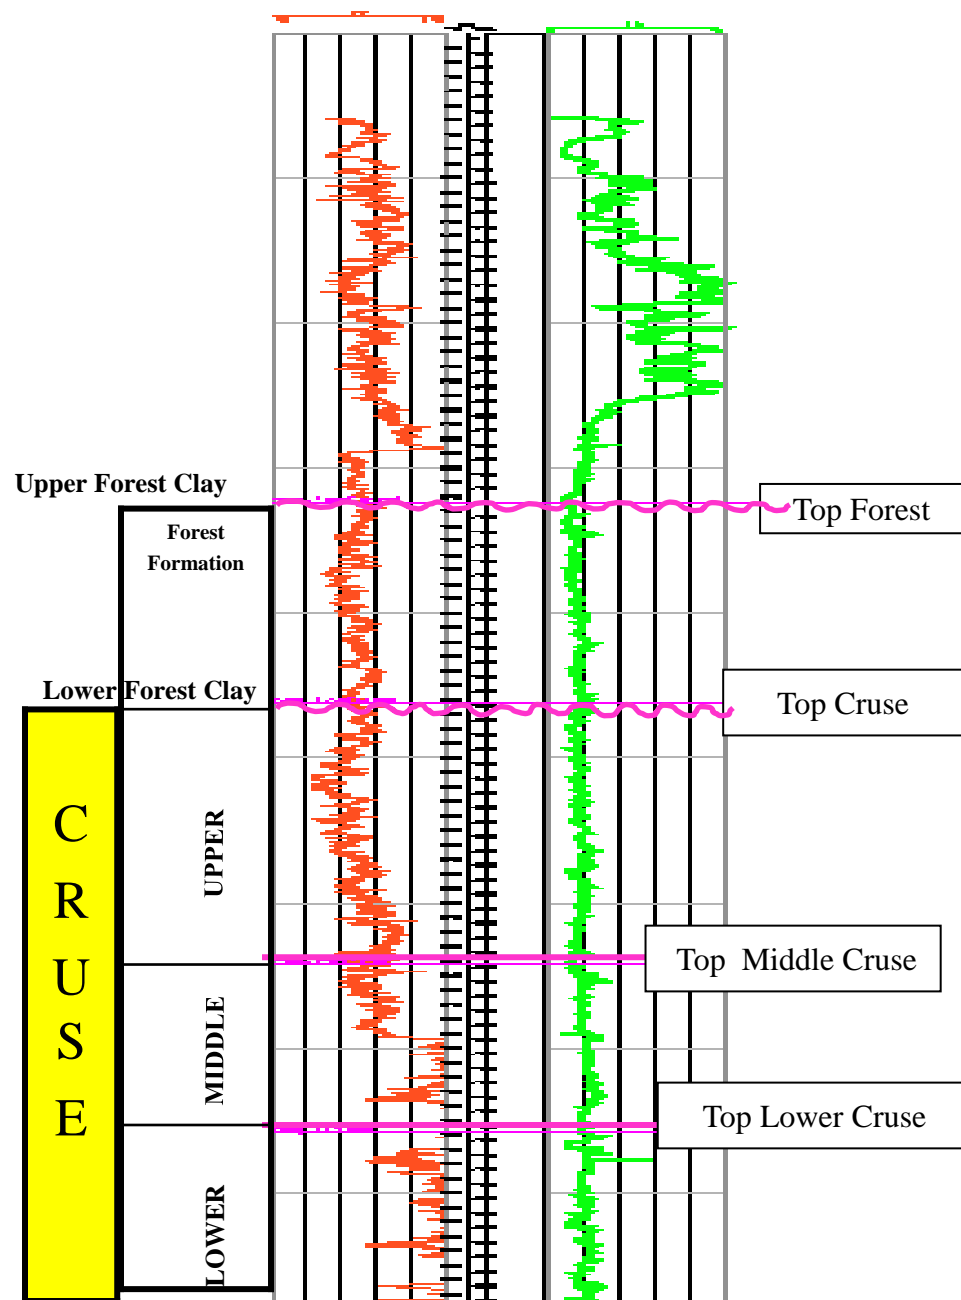 Upper Forest Clay
Top Forest
Forest
Formation
Lower Forest Clay
Top Cruse
CRUSE
UPPER
Top Middle Cruse
MIDDLE
Top Lower Cruse
LOWER